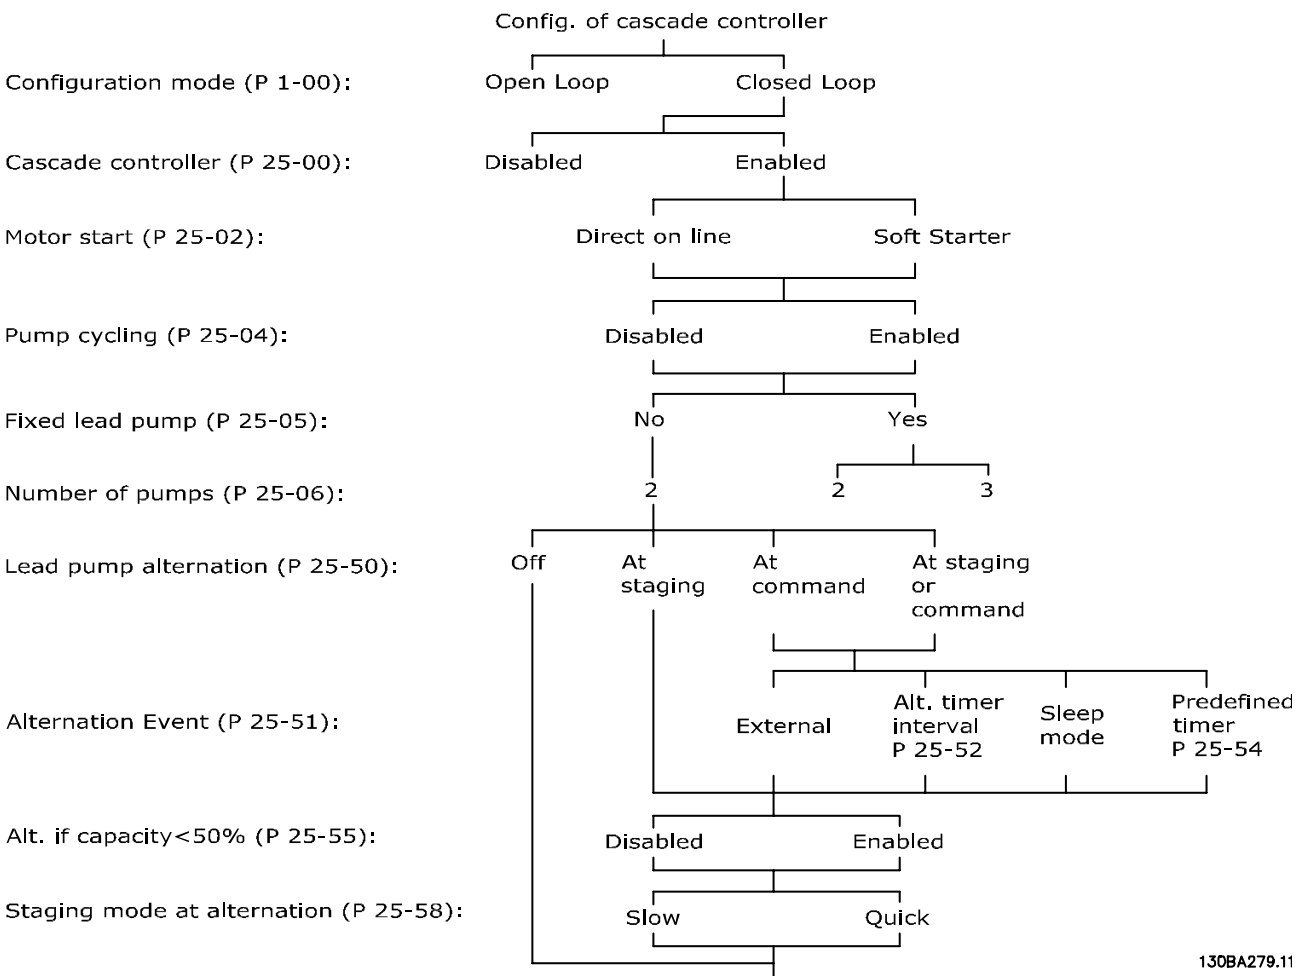 Config. of cascade controller
Configuration mode (P 1-00): Open Loop Closed Loop
Cascade controller (P 25-00): Disabled Enabled
Motor start (P 25-02): Direct on line Soft Starter
Pump cycling (P 25-04): Disabled Enabled
Fixed lead pump (P 25-05): No Yes
Number of pumps (P 25-06): 2 2 3
Lead pump alternation (P 25-50): Off
At
staging
At
command
At staging
or
command
Alternation Event (P 25-51): External
Alt. timer
interval
P 25-52
Sleep
mode
Predefined
timer
P 25-54
Alt. if capacity<50% (P 25-55): Disabled Enabled
Staging mode at alternation (P 25-58): Slow Quick
130BA279.11